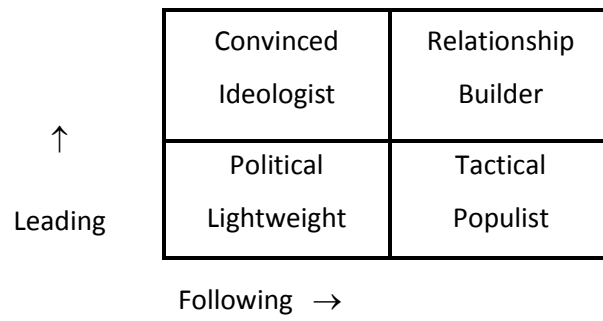 Convinced
Ideologist
Relationship
Builder
↑
Leading
Political
Lightweight
Tactical
Populist
Following →